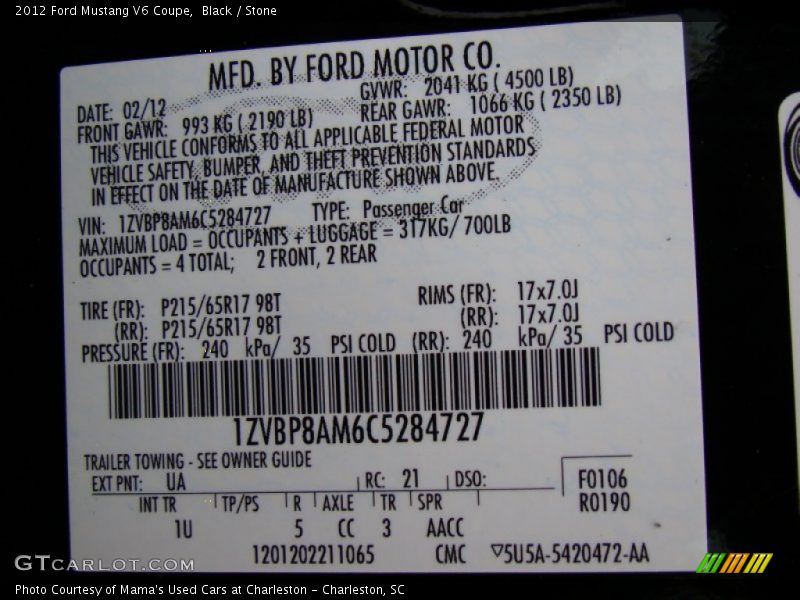 2012 Ford Mustang V6 Coupe, Black / Stone
MFD. BY FORD MOTOR CO.
DATE: 02/12 GVWR: 2041 KG ( 4500 LB)
FRONT GAWR: 993 KG ( 2190 LB) REAR GAWR: 1066 KG ( 2350 LB)
THIS VEHICLE CONFORMS TO ALL APPLICABLE FEDERAL MOTOR
VEHICLE SAFETY, BUMPER, AND THEFT PREVENTION STANDARDS
IN EFFECT ON THE DATE OF MANUFACTURE SHOWN ABOVE.
VIN: 1ZVBP8AM6C5284727 TYPE: Passenger Car
MAXIMUM LOAD = OCCUPANTS + LUGGAGE = 317KG/ 700LB
OCCUPANTS = 4 TOTAL; 2 FRONT, 2 REAR
TIRE (FR): P215/65R17 98T RIMS (FR): 17x7.0J
(RR): P215/65R17 98T (RR): 17x7.0J
PRESSURE (FR): 240 kPa/ 35 PSI COLD (RR): 240 kPa/ 35 PSI COLD
1ZVBP8AM6C5284727
TRAILER TOWING - SEE OWNER GUIDE
EXT PNT: UA RC: 21 DSO: F0106
INT TR TP/PS R AXLE TR SPR R0190
1U 5 CC 3 AACC
1201202211065 CMC ▽5U5A-5420472-AA
GTCarLot.com
Photo Courtesy of Mama's Used Cars at Charleston - Charleston, SC